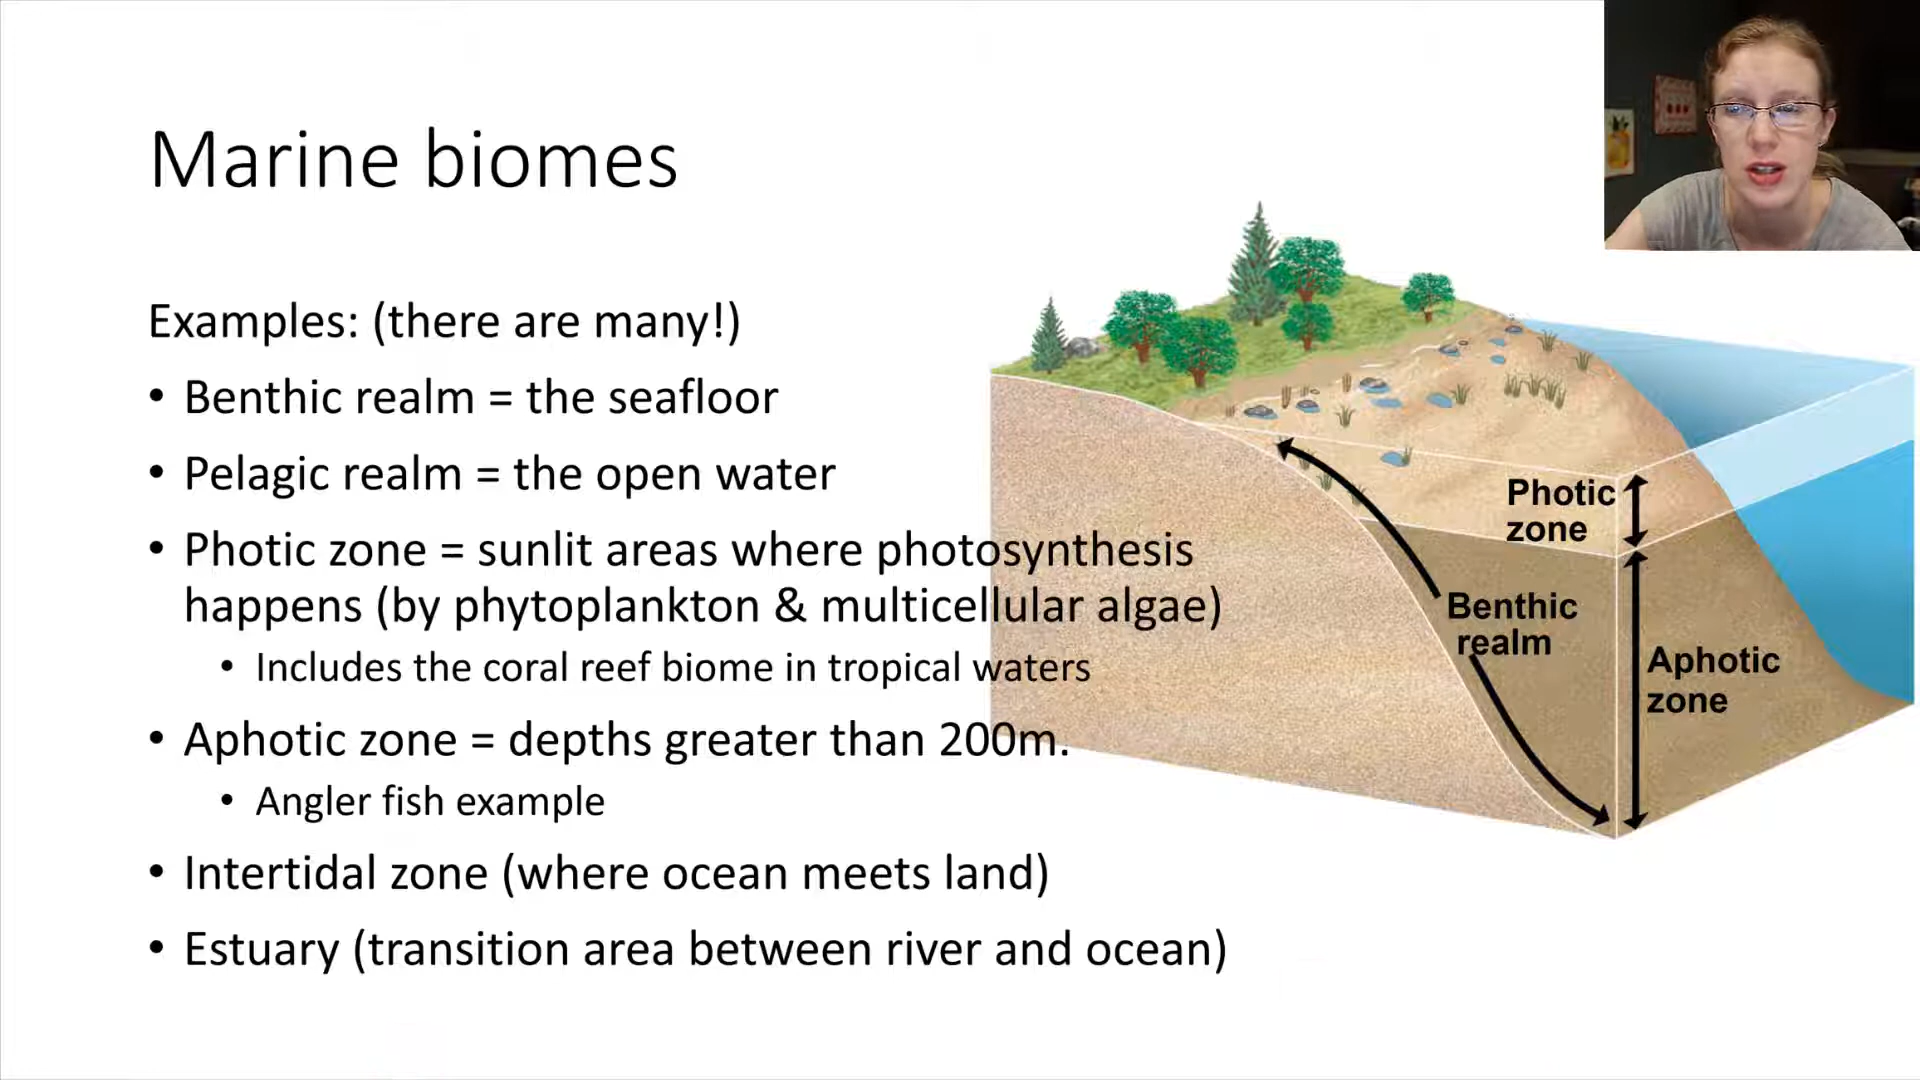 Marine biomes
Examples: (there are many!)
• Benthic realm = the seafloor
• Pelagic realm = the open water
• Photic zone = sunlit areas where photosynthesis
happens (by phytoplankton & multicellular algae)
• Includes the coral reef biome in tropical waters
• Aphotic zone = depths greater than 200m.
• Angler fish example
• Intertidal zone (where ocean meets land)
• Estuary (transition area between river and ocean)
Photic
zone
Benthic
realm
Aphotic
zone